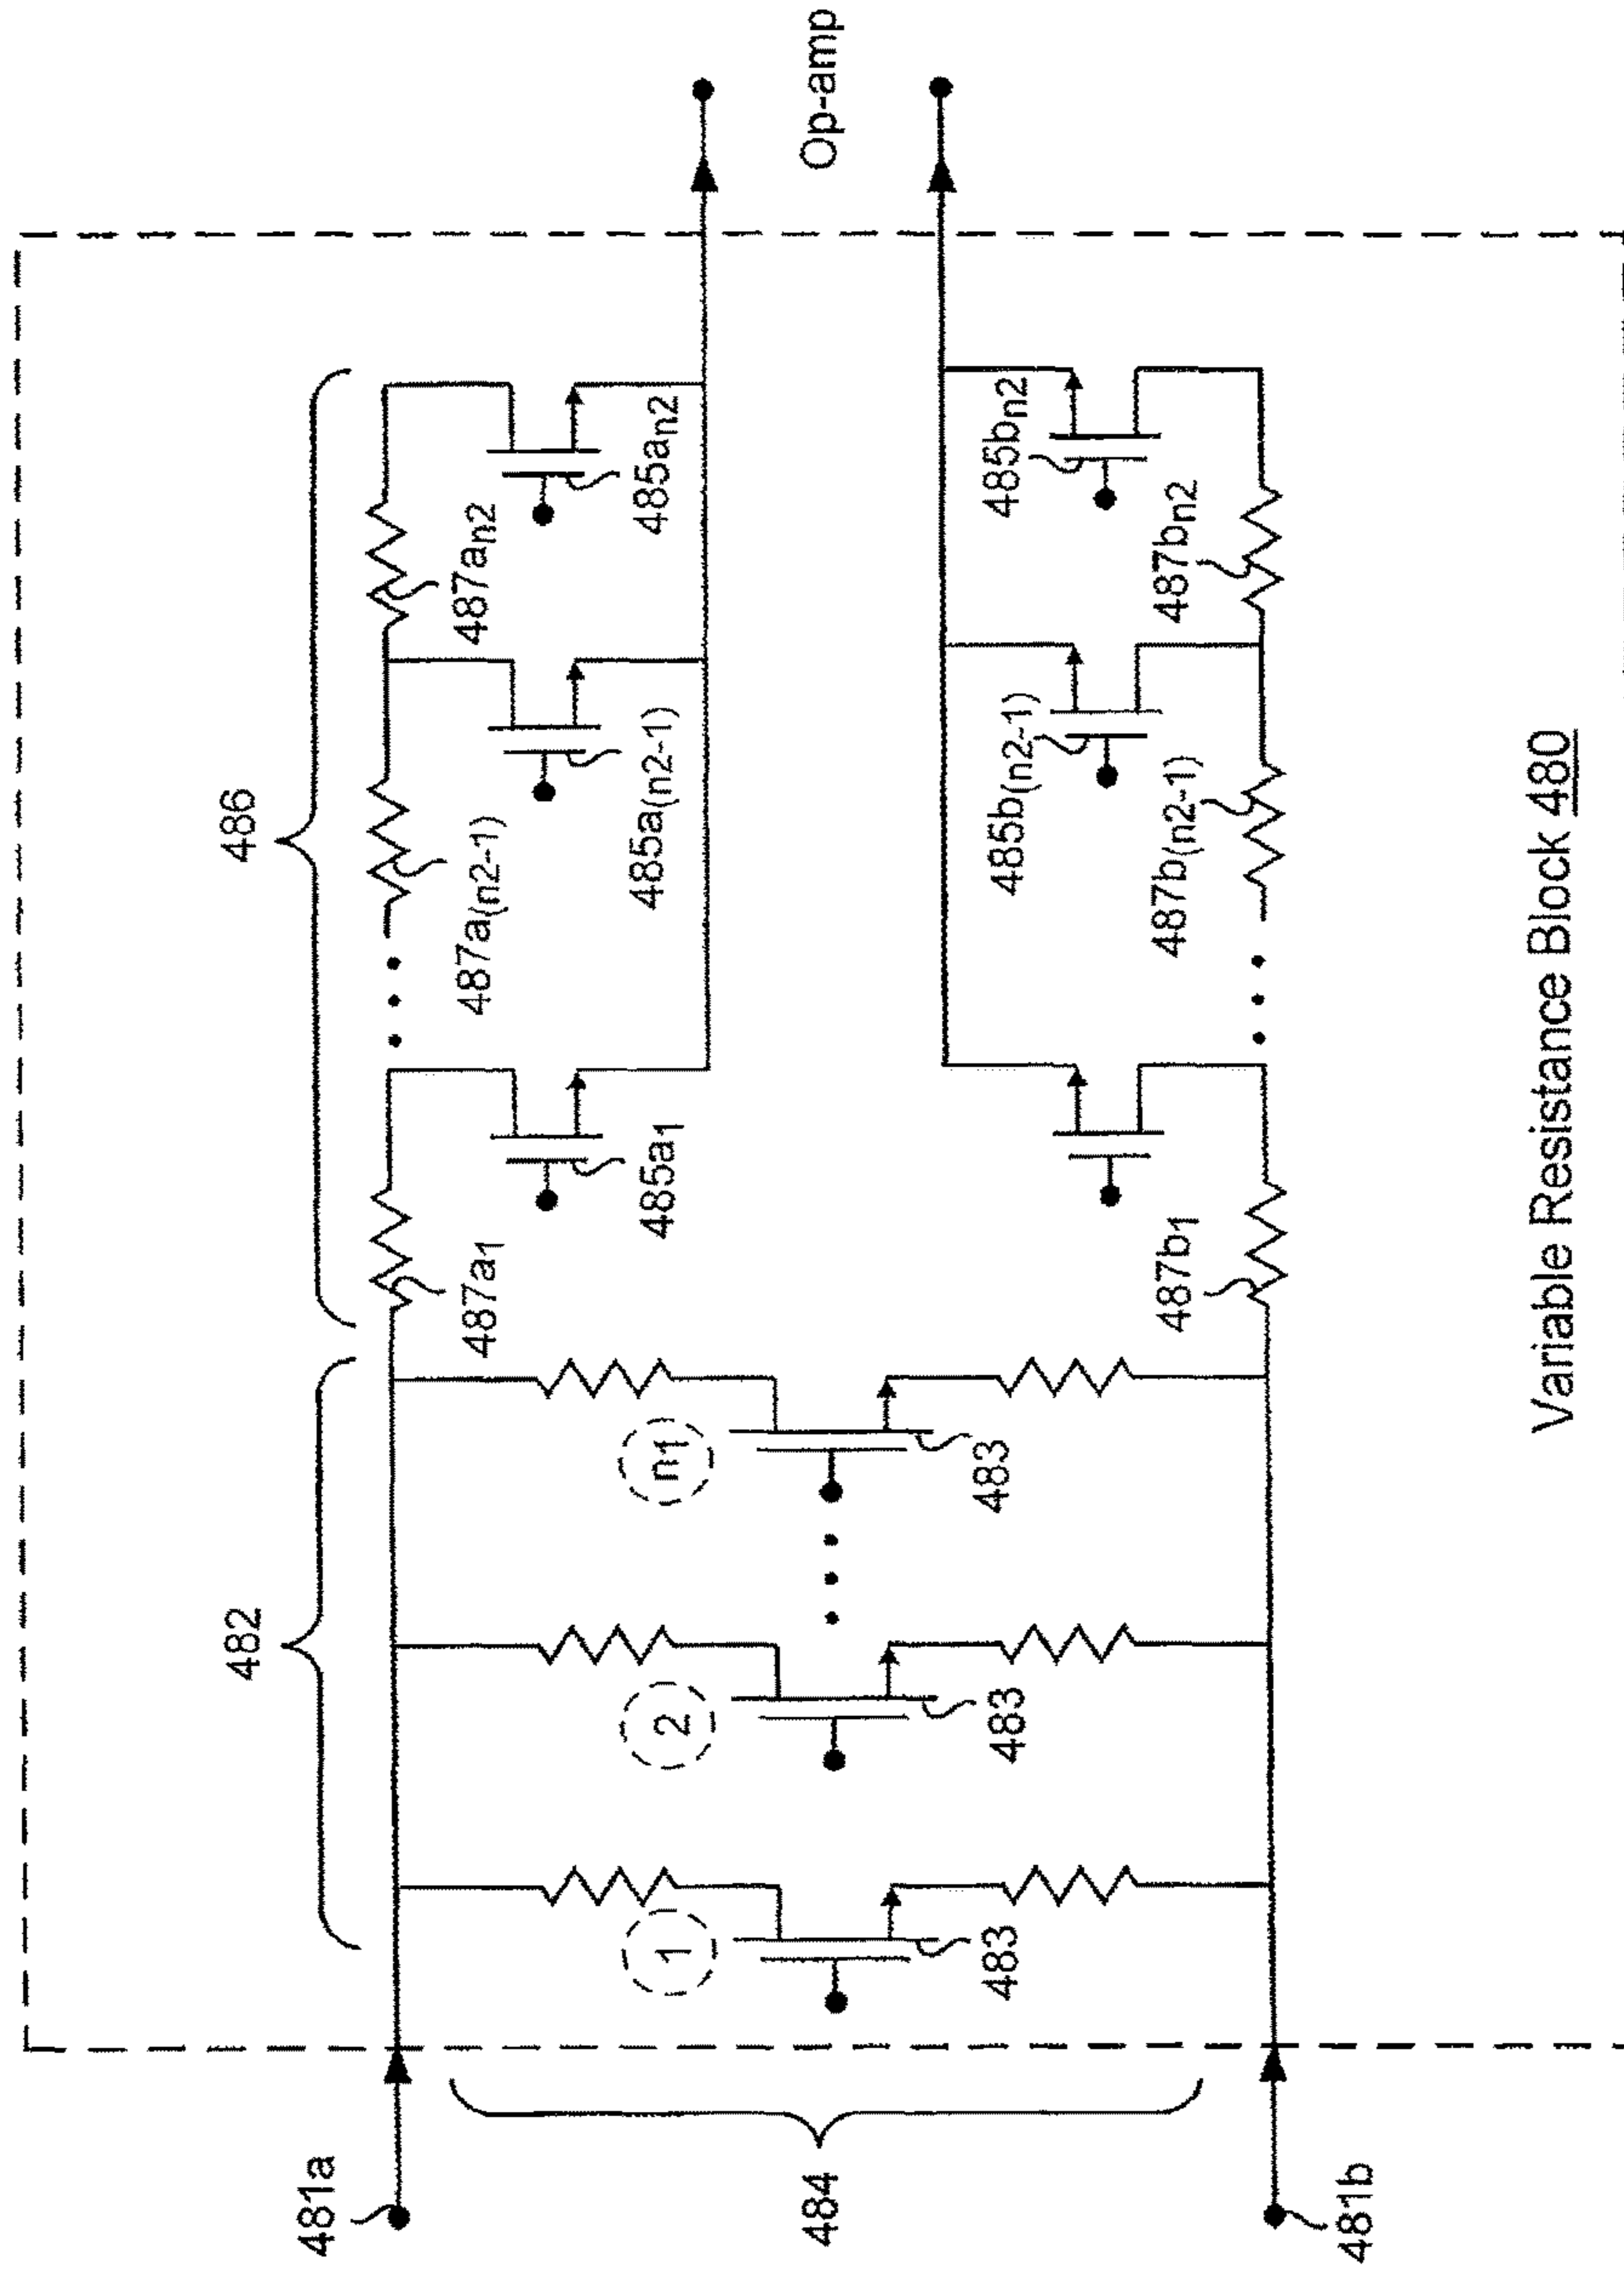 482
486
481a
1
2
n1
487a1
487a(n2-1)
487an2
485a1
485a(n2-1)
485an2
Op-amp
484
483
483
483
485b(n2-1)
485bn2
487b1
487b(n2-1)
487bn2
481b
Variable Resistance Block 480